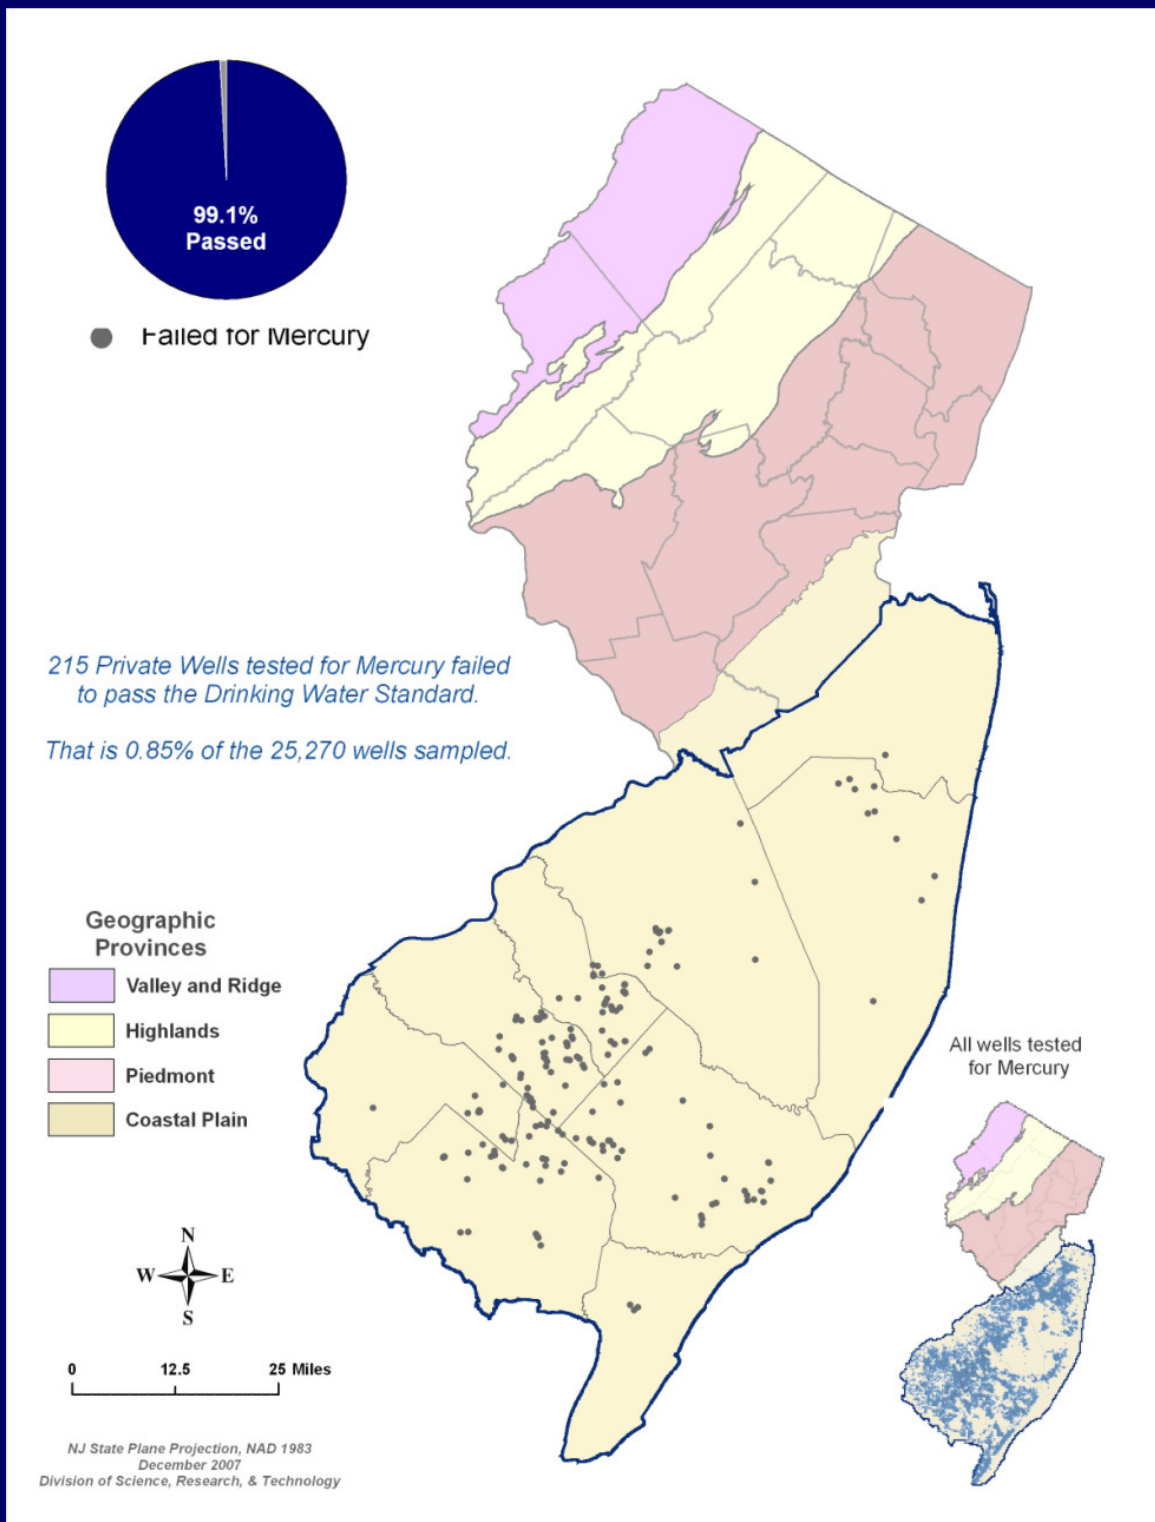 99.1%
Passed
Failed for Mercury
215 Private Wells tested for Mercury failed
to pass the Drinking Water Standard.
That is 0.85% of the 25,270 wells sampled.
Geographic
Provinces
Valley and Ridge
Highlands
Piedmont
Coastal Plain
N
W E
S
0 12.5 25 Miles
NJ State Plane Projection, NAD 1983
December 2007
Division of Science, Research, & Technology
All wells tested
for Mercury